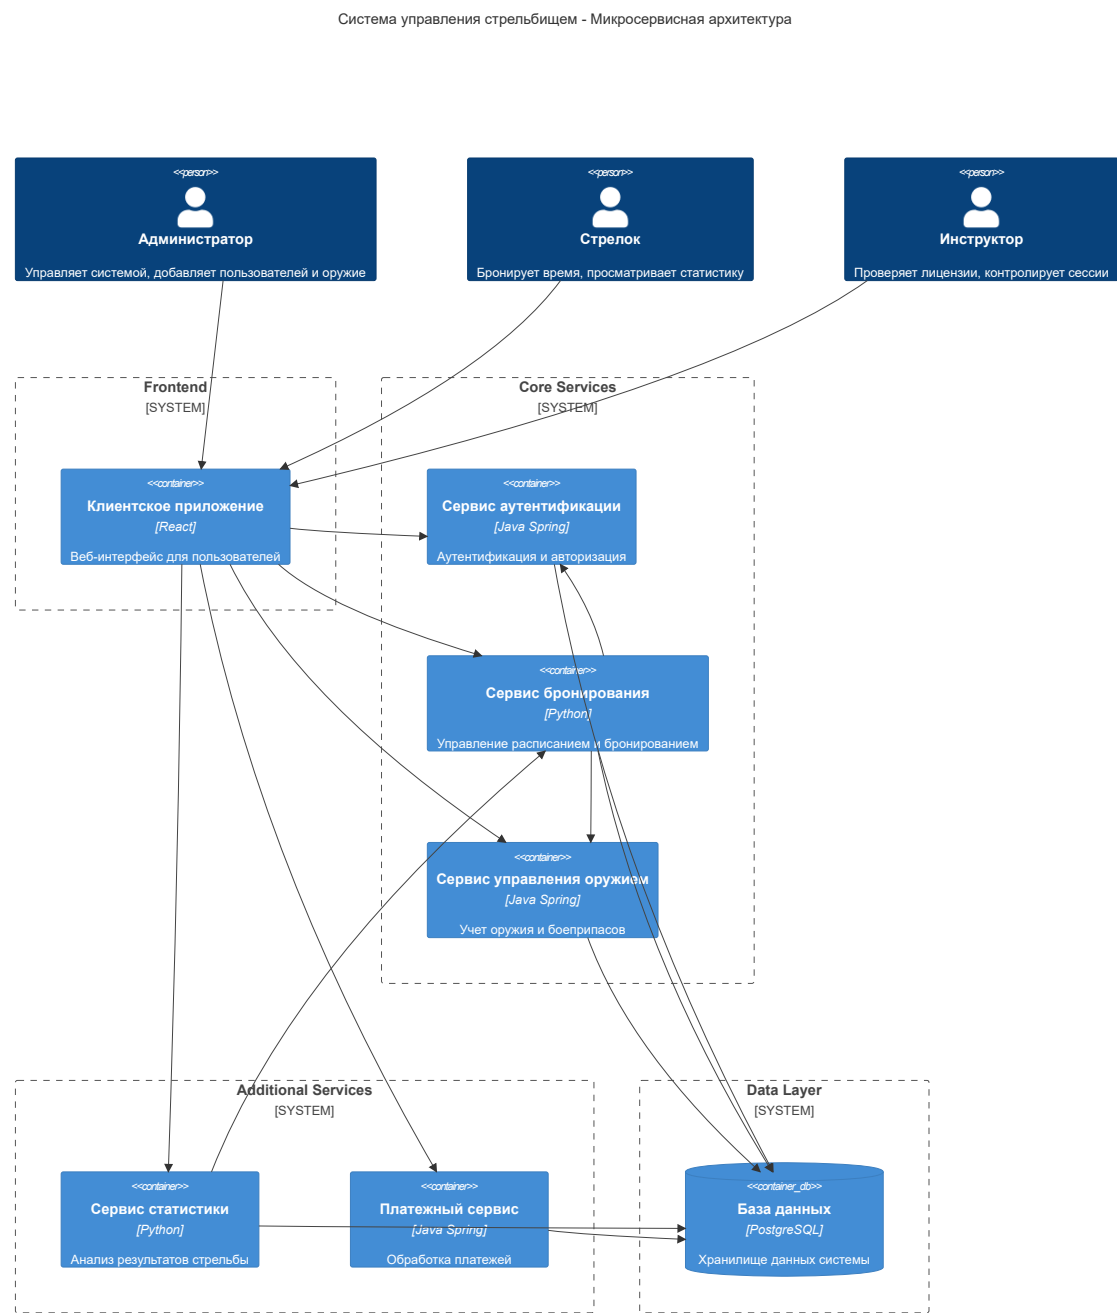 Система управления стрельбищем - Микросервисная архитектура
<<person>>
Администратор
Управляет системой, добавляет пользователей и оружие
<<person>>
Стрелок
Бронирует время, просматривает статистику
<<person>>
Инструктор
Проверяет лицензии, контролирует сессии
Frontend
[SYSTEM]
<<container>>
Клиентское приложение
[React]
Веб-интерфейс для пользователей
Core Services
[SYSTEM]
<<container>>
Сервис аутентификации
[Java Spring]
Аутентификация и авторизация
<<container>>
Сервис бронирования
[Python]
Управление расписанием и бронированием
<<container>>
Сервис управления оружием
[Java Spring]
Учет оружия и боеприпасов
Additional Services
[SYSTEM]
<<container>>
Сервис статистики
[Python]
Анализ результатов стрельбы
<<container>>
Платежный сервис
[Java Spring]
Обработка платежей
Data Layer
[SYSTEM]
<<container_db>>
База данных
[PostgreSQL]
Хранилище данных системы